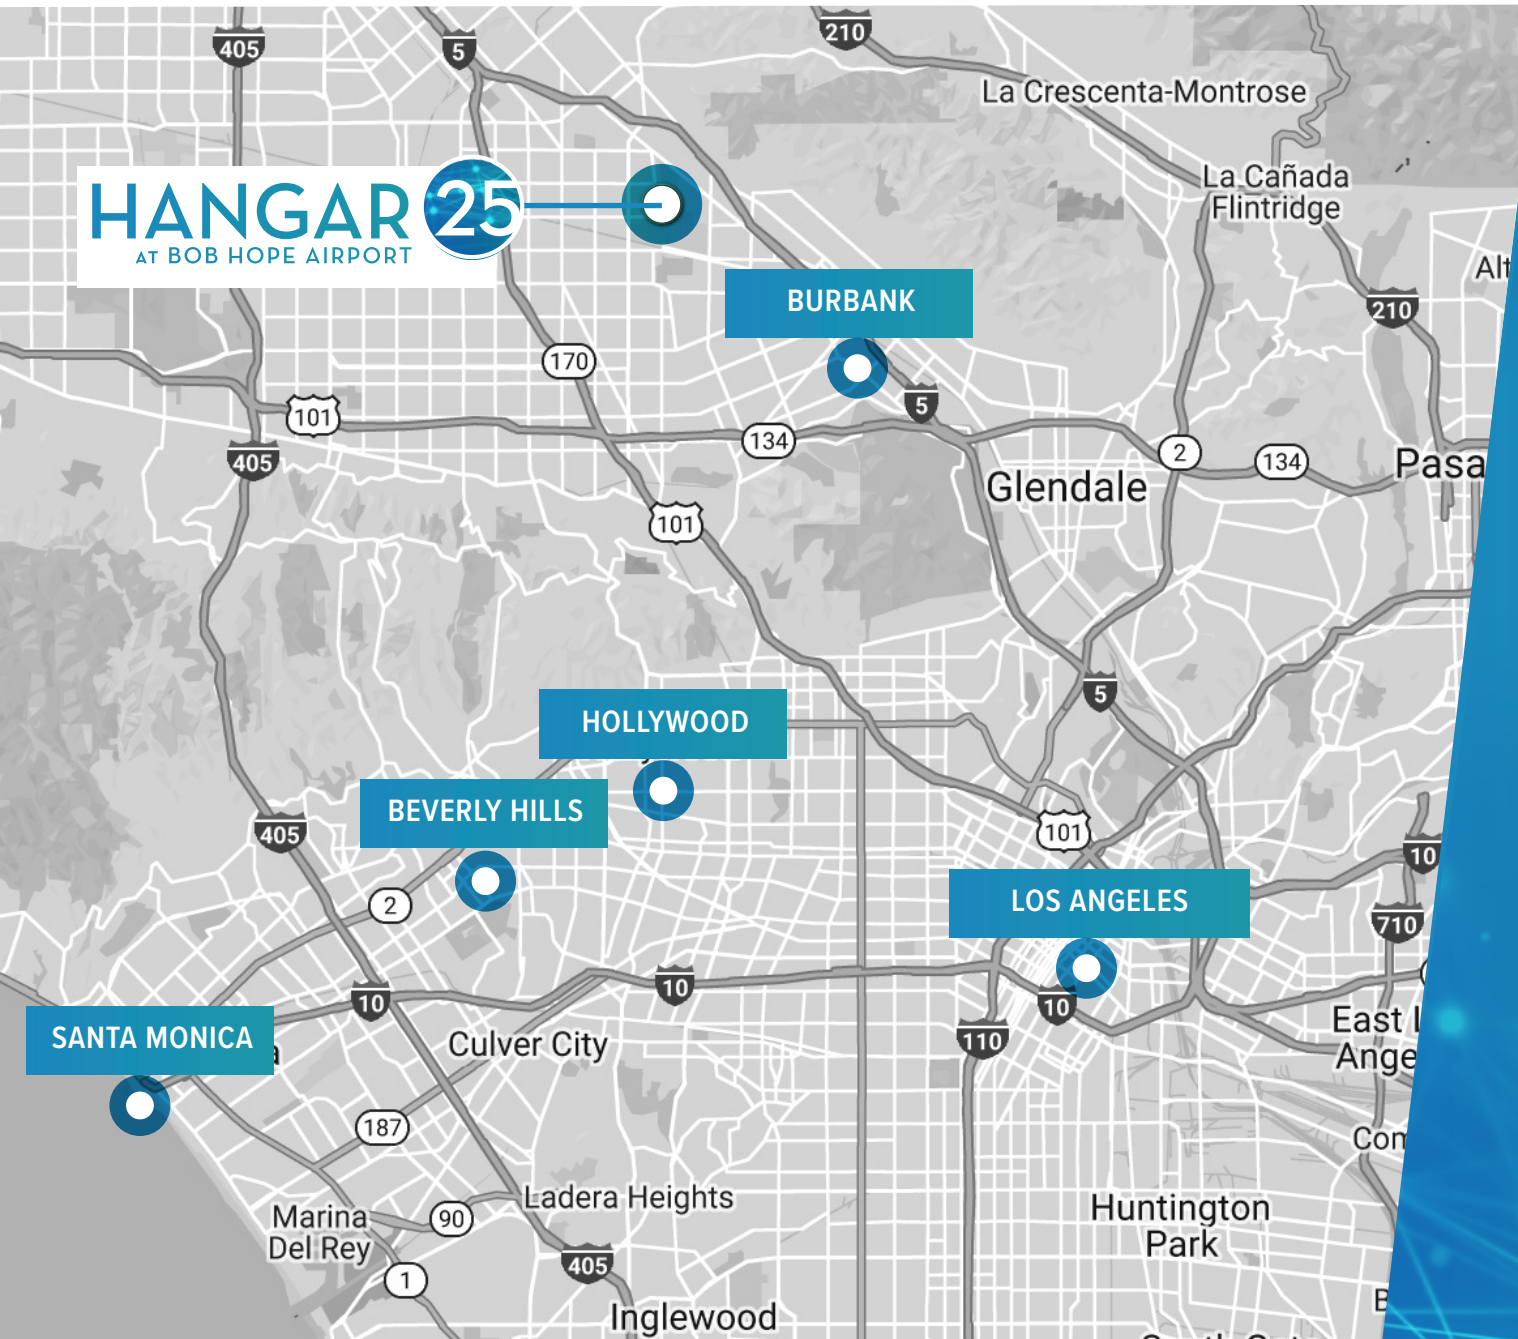 405
5
210
La Crescenta-Montrose
La Cañada
Flintridge
HANGAR 25
AT BOB HOPE AIRPORT
BURBANK
210
170
101
5
134
2
134
405
Glendale
101
HOLLYWOOD
5
BEVERLY HILLS
405
101
10
2
LOS ANGELES
710
10
10
10
SANTA MONICA
110
Culver City
East
187
Ladera Heights
Marina
Del Rey
90
Huntington
Park
405
1
Inglewood